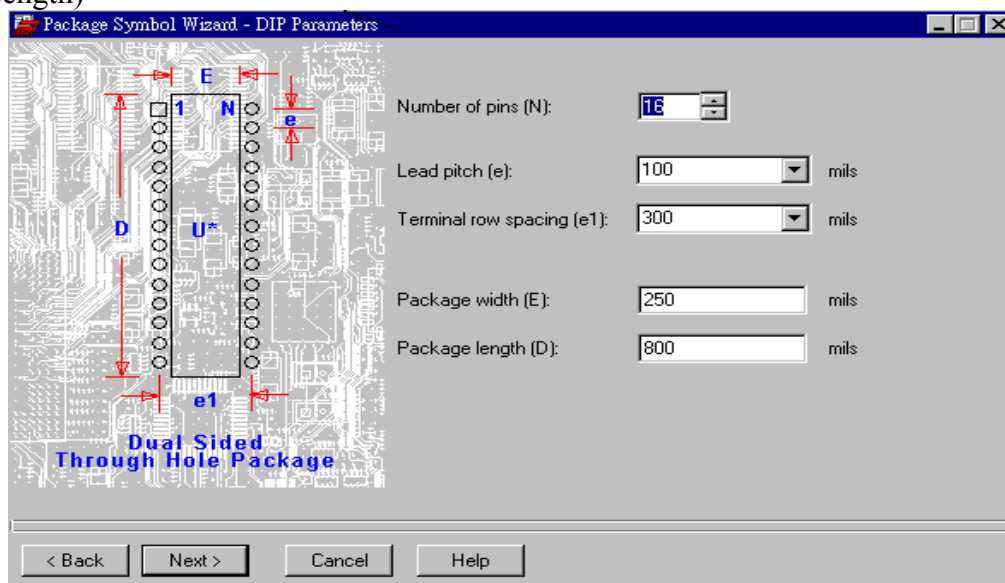 ength)
Package Symbol Wizard - DIP Parameters
E
1 N
e
D
U*
e1
Dual Sided
Through Hole Package
Number of pins (N): 16
Lead pitch (e): 100 mils
Terminal row spacing (e1): 300 mils
Package width (E): 250 mils
Package length (D): 800 mils
< Back Next > Cancel Help